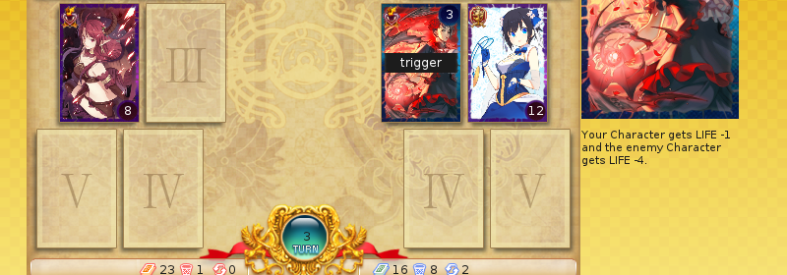 3
III
trigger
8
12
Your Character gets LIFE -1
and the enemy Character
gets LIFE -4.
V
IV
IV
V
3
TURN
23 1 0
16 8 2